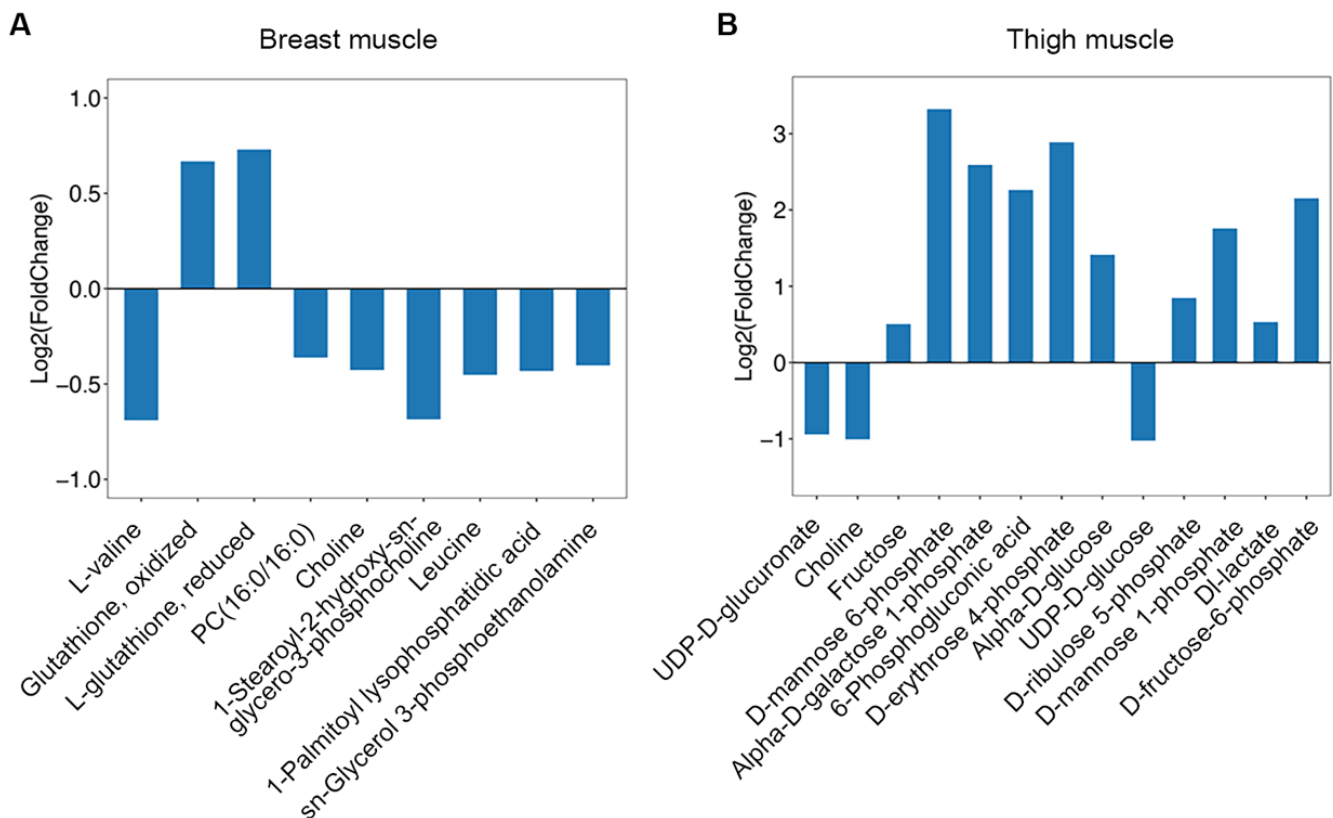 A
Breast muscle
Log2(FoldChange)
1.0
0.5
0.0
−0.5
−1.0
L-valine
Glutathione, oxidized
L-glutathione, reduced
PC(16:0/16:0)
Choline
1-Stearoyl-2-hydroxy-sn-
glycero-3-phosphocholine
Leucine
1-Palmitoyl lysophosphatidic acid
sn-Glycerol 3-phosphoethanolamine
B
Thigh muscle
Log2(FoldChange)
3
2
1
0
−1
UDP-D-glucuronate
Choline
Fructose
D-mannose 6-phosphate
Alpha-D-galactose 1-phosphate
6-Phosphogluconic acid
D-erythrose 4-phosphate
Alpha-D-glucose
UDP-D-glucose
D-ribulose 5-phosphate
D-mannose 1-phosphate
Dl-lactate
D-fructose-6-phosphate